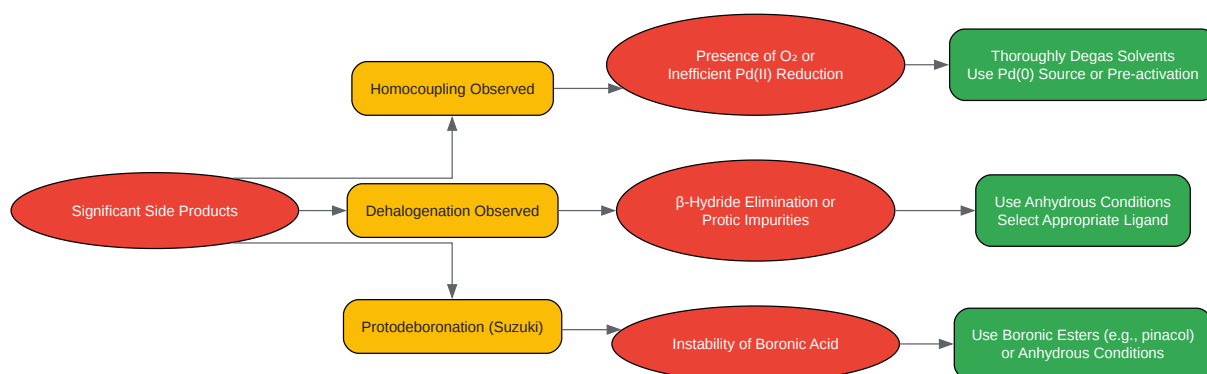 Significant Side Products
Homocoupling Observed
Presence of O₂ or
Inefficient Pd(II) Reduction
Thoroughly Degas Solvents
Use Pd(0) Source or Pre-activation
Dehalogenation Observed
β-Hydride Elimination or
Protic Impurities
Use Anhydrous Conditions
Select Appropriate Ligand
Protodeboronation (Suzuki)
Instability of Boronic Acid
Use Boronic Esters (e.g., pinacol)
or Anhydrous Conditions